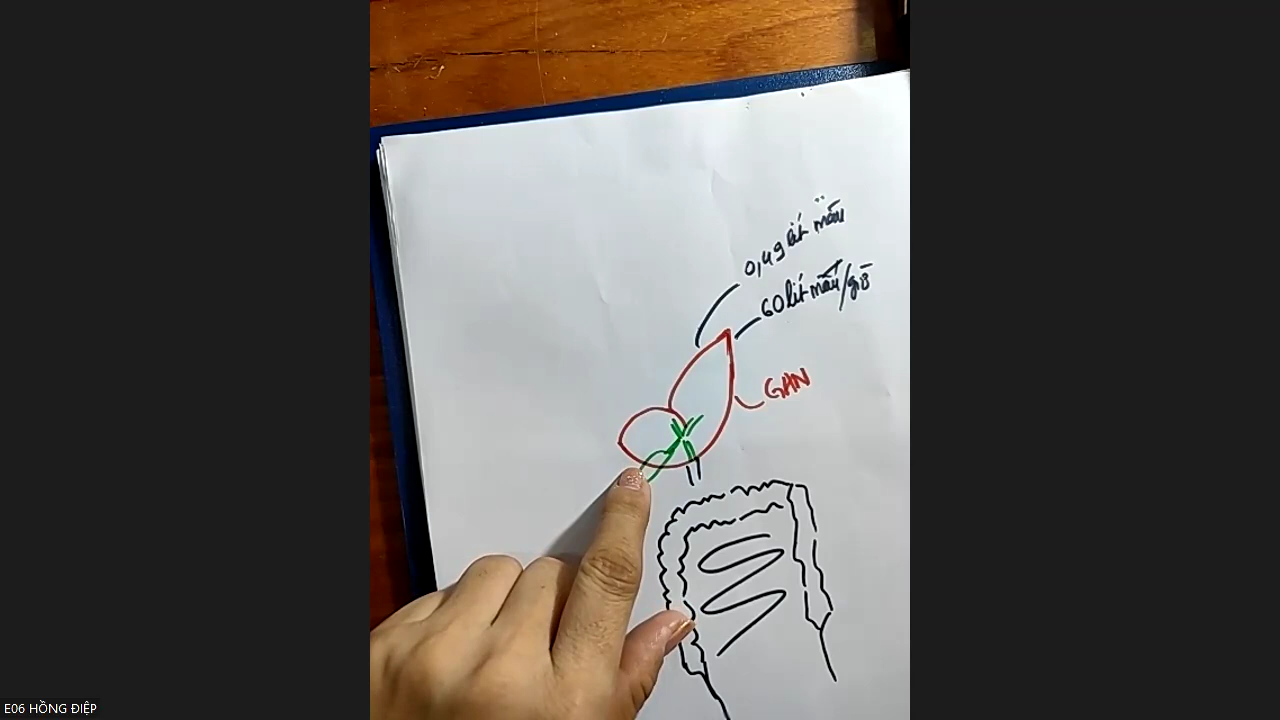 0,49 lít máu
60 lít máu/giờ
GAN
E06 HỒNG ĐIỆP